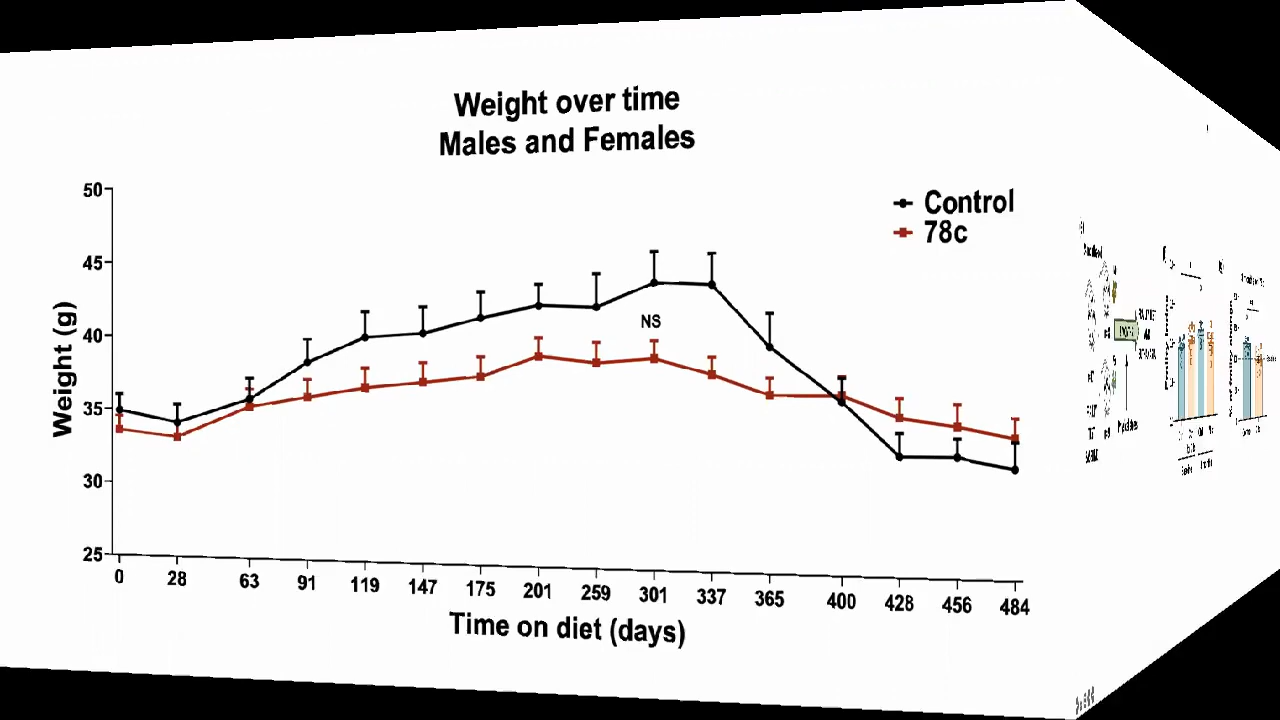 Weight over time
Males and Females
Control
78c
Weight (g)
50
45
40
35
30
25
NS
0 28 63 91 119 147 175 201 259 301 337 365 400 428 456 484
Time on diet (days)